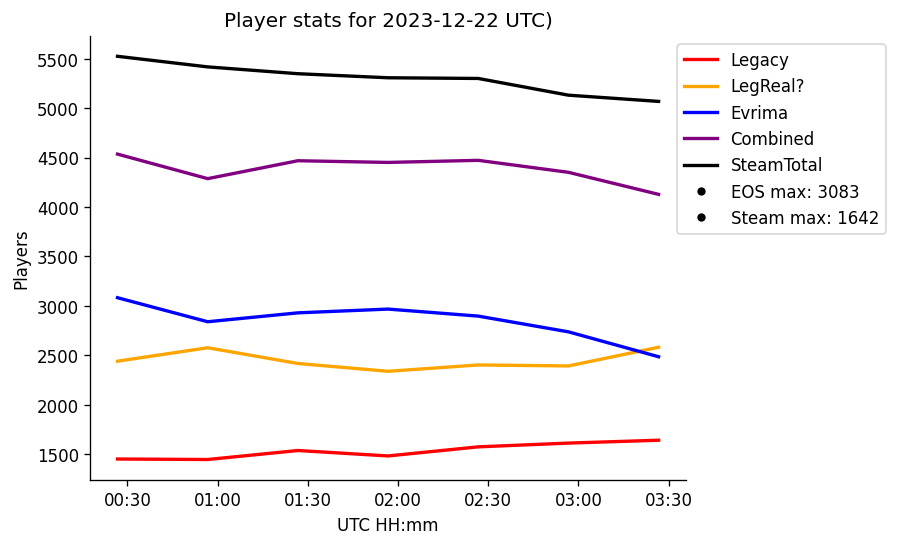 Player stats for 2023-12-22 UTC)
Legacy
LegReal?
Evrima
Combined
SteamTotal
EOS max: 3083
Steam max: 1642
Players
5500
5000
4500
4000
3500
3000
2500
2000
1500
00:30 01:00 01:30 02:00 02:30 03:00 03:30
UTC HH:mm